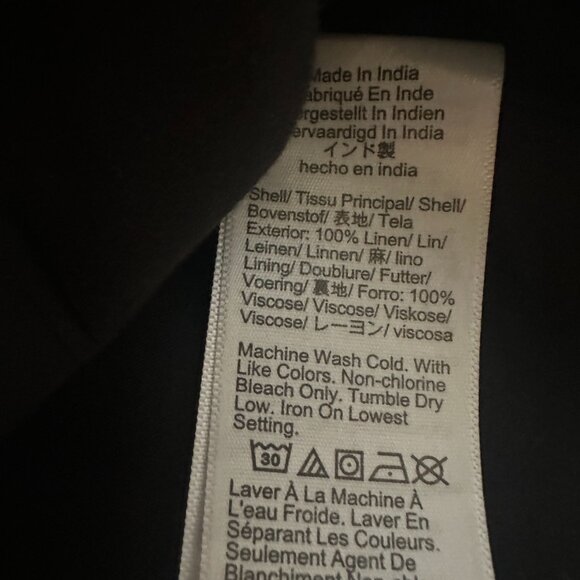 Made In India
abriqué En Inde
ergestellt In Indien
ervaardigd In India
インド製
hecho en india
Shell/ Tissu Principal/ Shell/
Bovenstof/ 表地/ Tela
Exterior: 100% Linen/ Lin/
Leinen/ Linnen/ 麻/ lino
Lining/ Doublure/ Futter/
Voering/ 裏地/ Forro: 100%
Viscose/ Viscose/ Viskose/
Viscose/ レーヨン/ viscosa
Machine Wash Cold. With
Like Colors. Non-chlorine
Bleach Only. Tumble Dry
Low. Iron On Lowest
Setting.
30
Laver À La Machine À
L'eau Froide. Laver En
Séparant Les Couleurs.
Seulement Agent De
Blanchiment